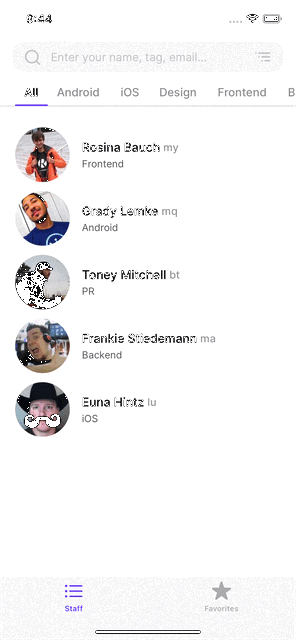 8:44
Enter your name, tag, email...
All Android iOS Design Frontend B
Rosina Bauch my
Frontend
Grady Lemke mq
Android
Toney Mitchell bt
PR
Frankie Stiedemann ma
Backend
Euna Hintz lu
iOS
Staff Favorites